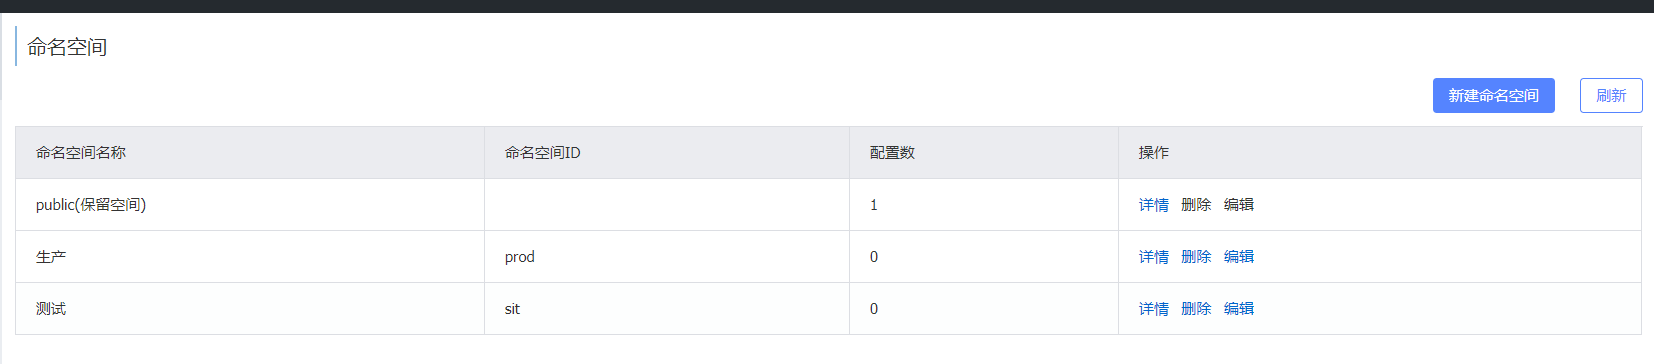 命名空间
新建命名空间 刷新
命名空间名称 命名空间ID 配置数 操作
public(保留空间) 1 详情 删除 编辑
生产 prod 0 详情 删除 编辑
测试 sit 0 详情 删除 编辑